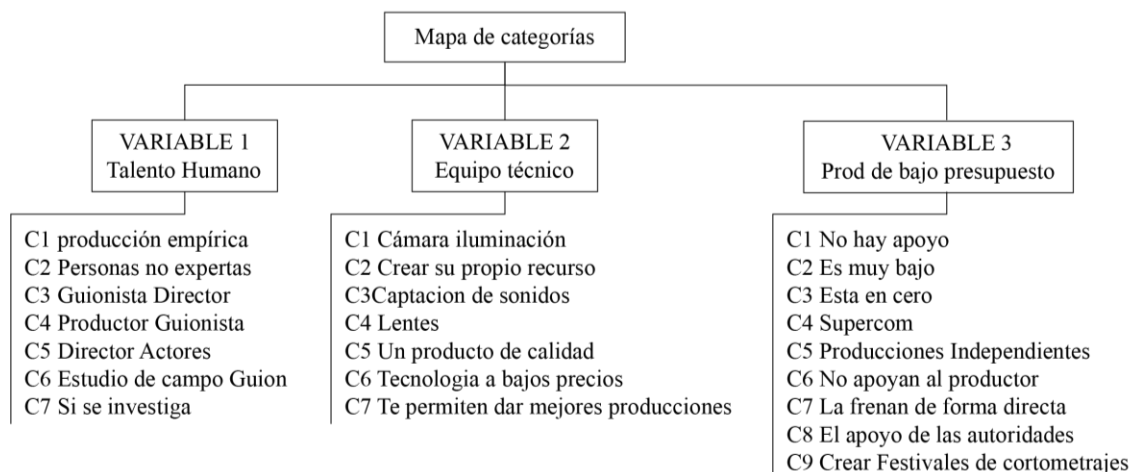 Mapa de categorías
VARIABLE 1
Talento Humano
C1 producción empírica
C2 Personas no expertas
C3 Guionista Director
C4 Productor Guionista
C5 Director Actores
C6 Estudio de campo Guion
C7 Si se investiga
VARIABLE 2
Equipo técnico
C1 Cámara iluminación
C2 Crear su propio recurso
C3Captacion de sonidos
C4 Lentes
C5 Un producto de calidad
C6 Tecnologia a bajos precios
C7 Te permiten dar mejores producciones
VARIABLE 3
Prod de bajo presupuesto
C1 No hay apoyo
C2 Es muy bajo
C3 Esta en cero
C4 Supercom
C5 Producciones Independientes
C6 No apoyan al productor
C7 La frenan de forma directa
C8 El apoyo de las autoridades
C9 Crear Festivales de cortometrajes